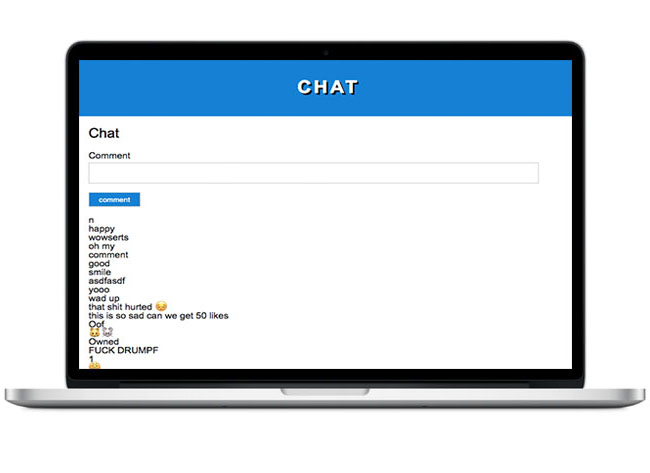 CHAT
Chat
Comment
comment
n
happy
wowserts
oh my
comment
good
smile
asdfasdf
yooo
wad up
that shit hurted 😔
this is so sad can we get 50 likes
Oof
Owned
FUCK DRUMPF
1